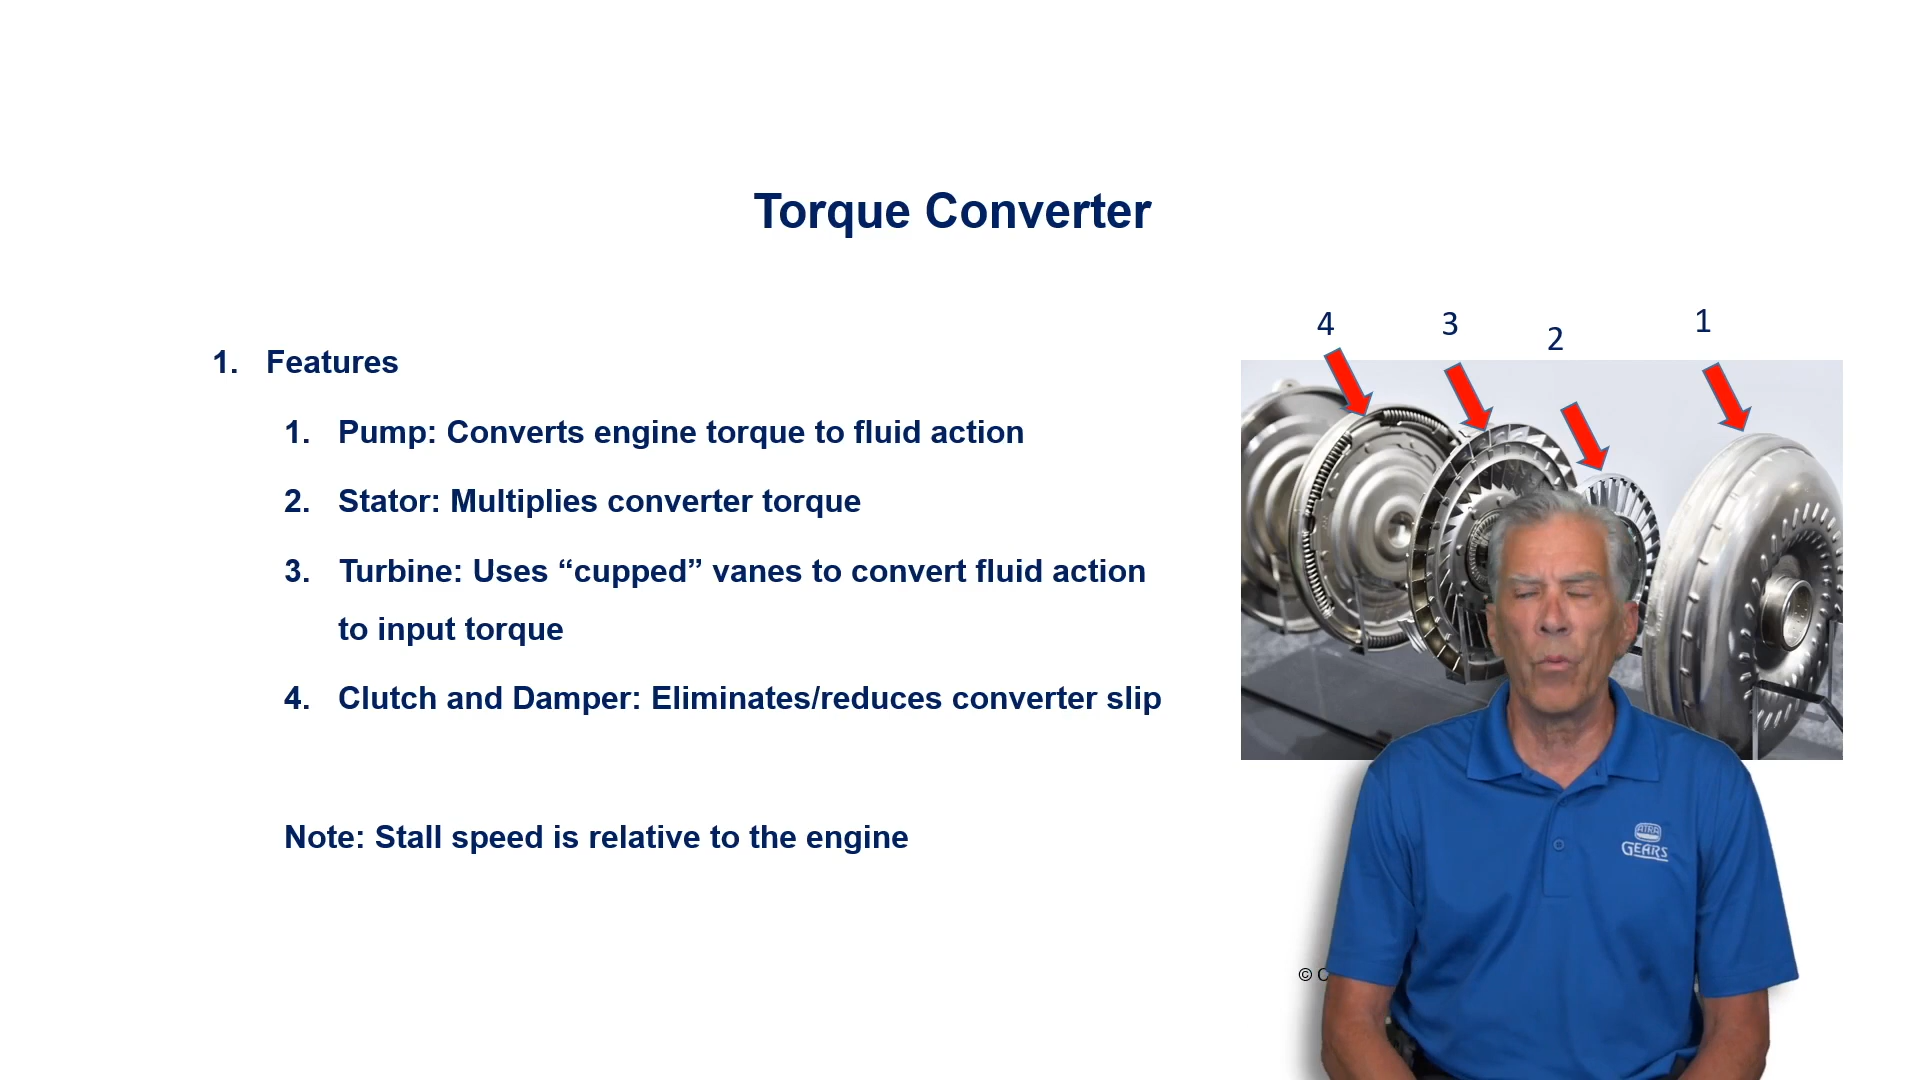 Torque Converter
4
3
2
1
1. Features
1. Pump: Converts engine torque to fluid action
2. Stator: Multiplies converter torque
3. Turbine: Uses “cupped” vanes to convert fluid action
to input torque
4. Clutch and Damper: Eliminates/reduces converter slip
Note: Stall speed is relative to the engine
ATRA
GEARS
©